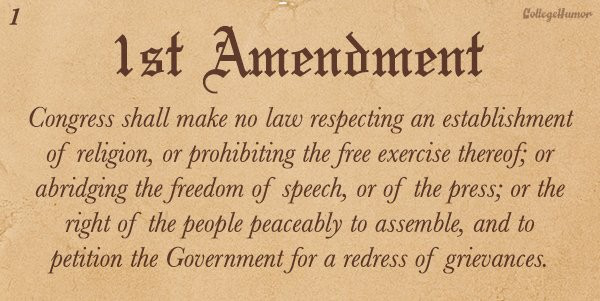 1
CollegeHumor
1st Amendment
Congress shall make no law respecting an establishment
of religion, or prohibiting the free exercise thereof; or
abridging the freedom of speech, or of the press; or the
right of the people peaceably to assemble, and to
petition the Government for a redress of grievances.